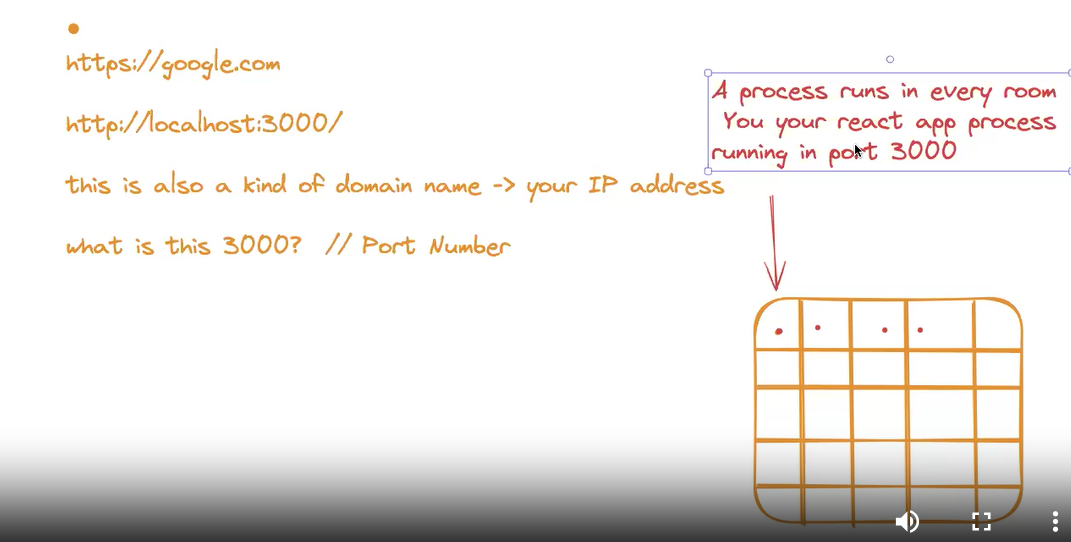 https://google.com
http://localhost:3000/
this is also a kind of domain name -> your IP address
what is this 3000? // Port Number
A process runs in every room
You your react app process
running in port 3000